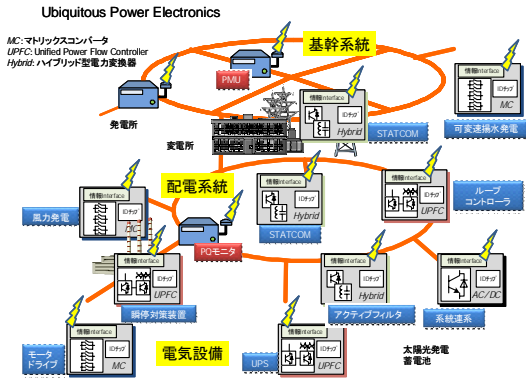 Ubiquitous Power Electronics
MC:マトリックスコンバータ
UPFC: Unified Power Flow Controller
Hybrid:ハイブリッド型電力変換器
基幹系統
PMU
発電所
変電所
情報Interface
IDチップ
Hybrid
STATCOM
情報Interface
IDチップ
MC
可変速揚水発電
配電系統
情報Interface
IDチップ
MC
風力発電
PQモニタ
情報Interface
IDチップ
Hybrid
STATCOM
情報Interface
IDチップ
UPFC
ループ
コントローラ
情報Interface
IDチップ
UPFC
瞬停対策装置
情報Interface
IDチップ
Hybrid
アクティブフィルタ
情報Interface
IDチップ
AC/DC
系統連系
太陽光発電
蓄電池
情報Interface
IDチップ
MC
モータ
ドライブ
電気設備
情報Interface
IDチップ
UPFC
UPS